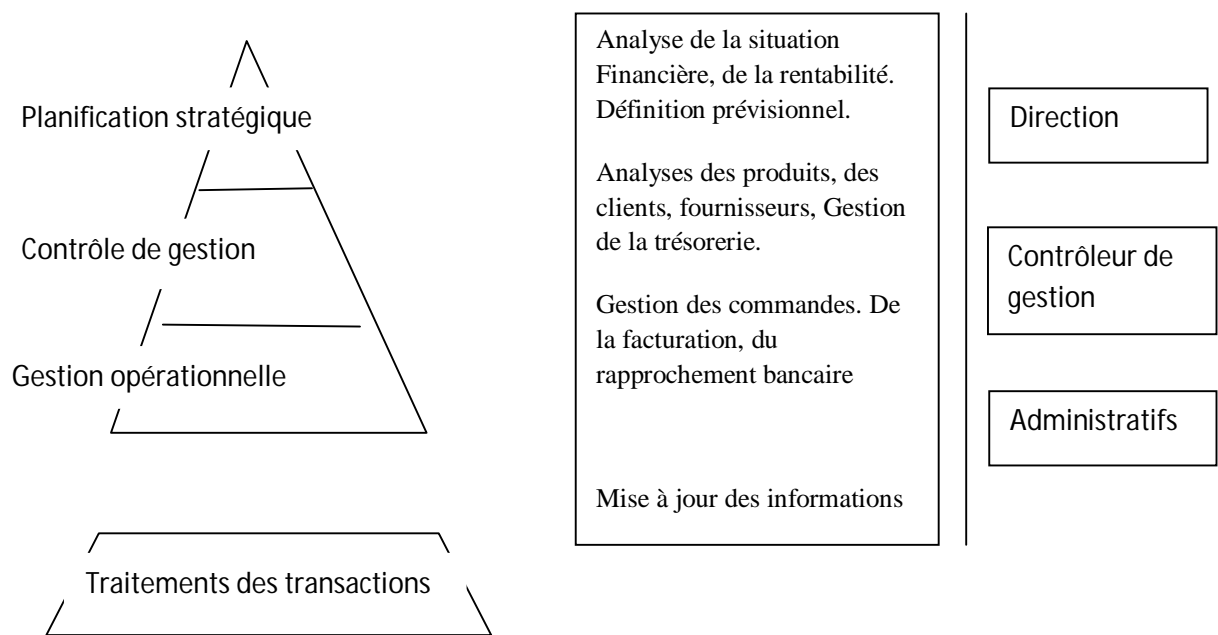 Planification stratégique
Contrôle de gestion
Gestion opérationnelle
Traitements des transactions
Analyse de la situation
Financière, de la rentabilité.
Définition prévisionnel.
Analyses des produits, des
clients, fournisseurs, Gestion
de la trésorerie.
Gestion des commandes. De
la facturation, du
rapprochement bancaire
Mise à jour des informations
Direction
Contrôleur de
gestion
Administratifs